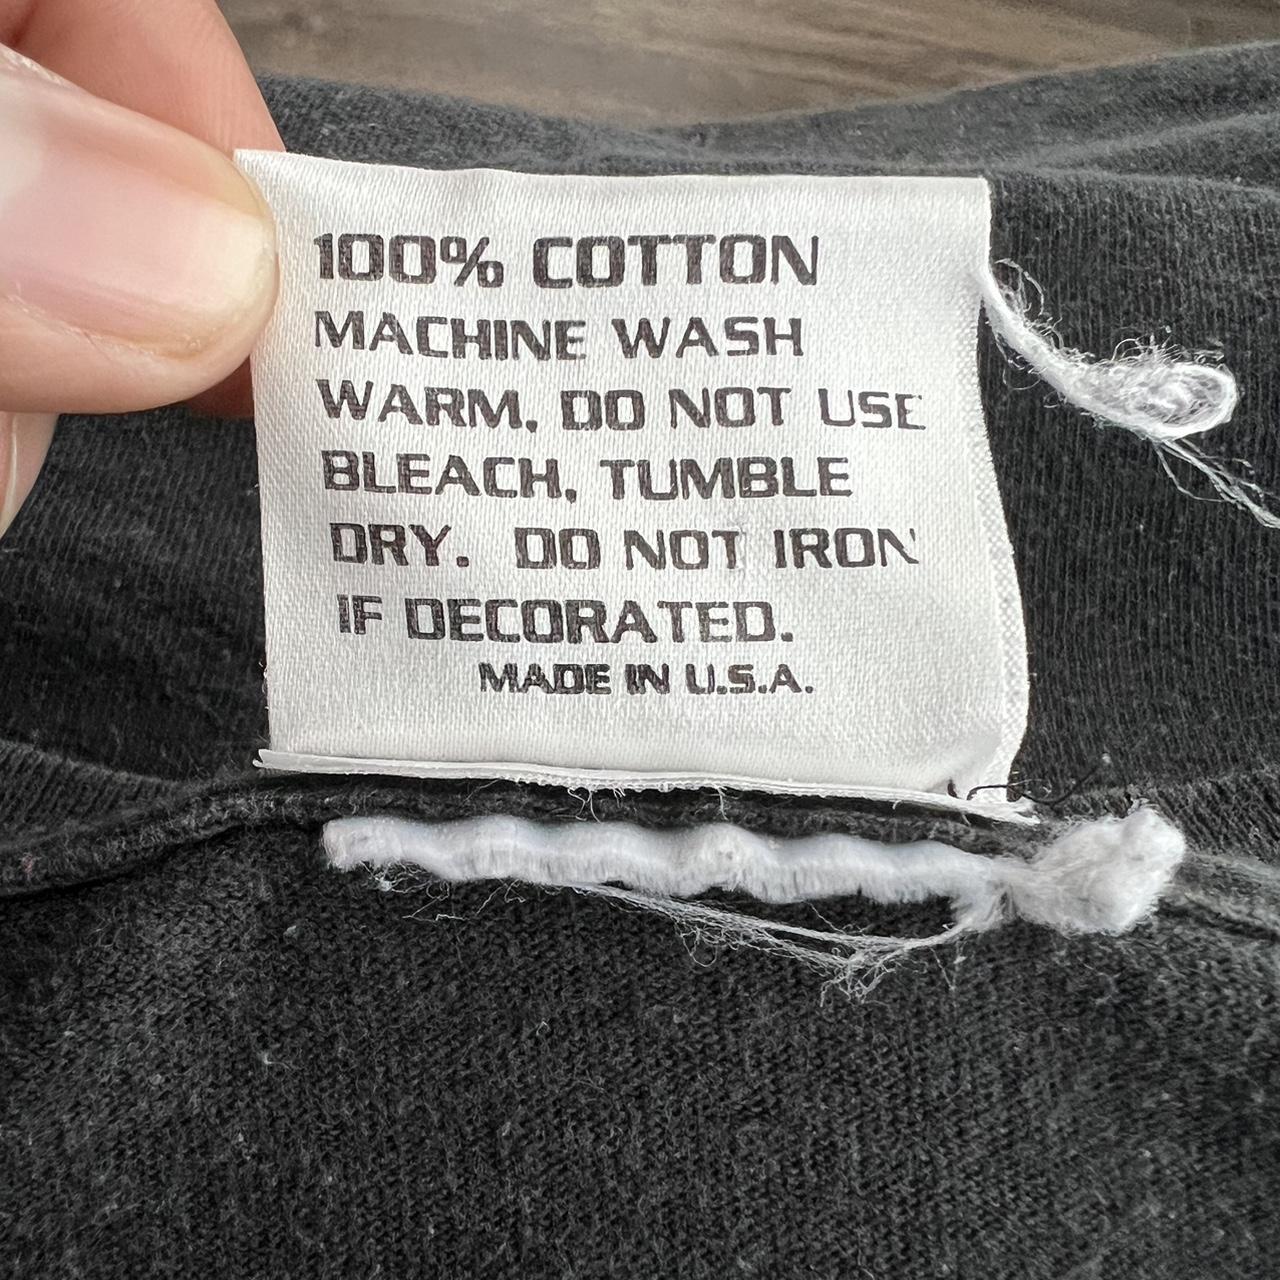 100% COTTON
MACHINE WASH
WARM. DO NOT USE
BLEACH. TUMBLE
DRY. DO NOT IRON
IF DECORATED.
MADE IN U.S.A.